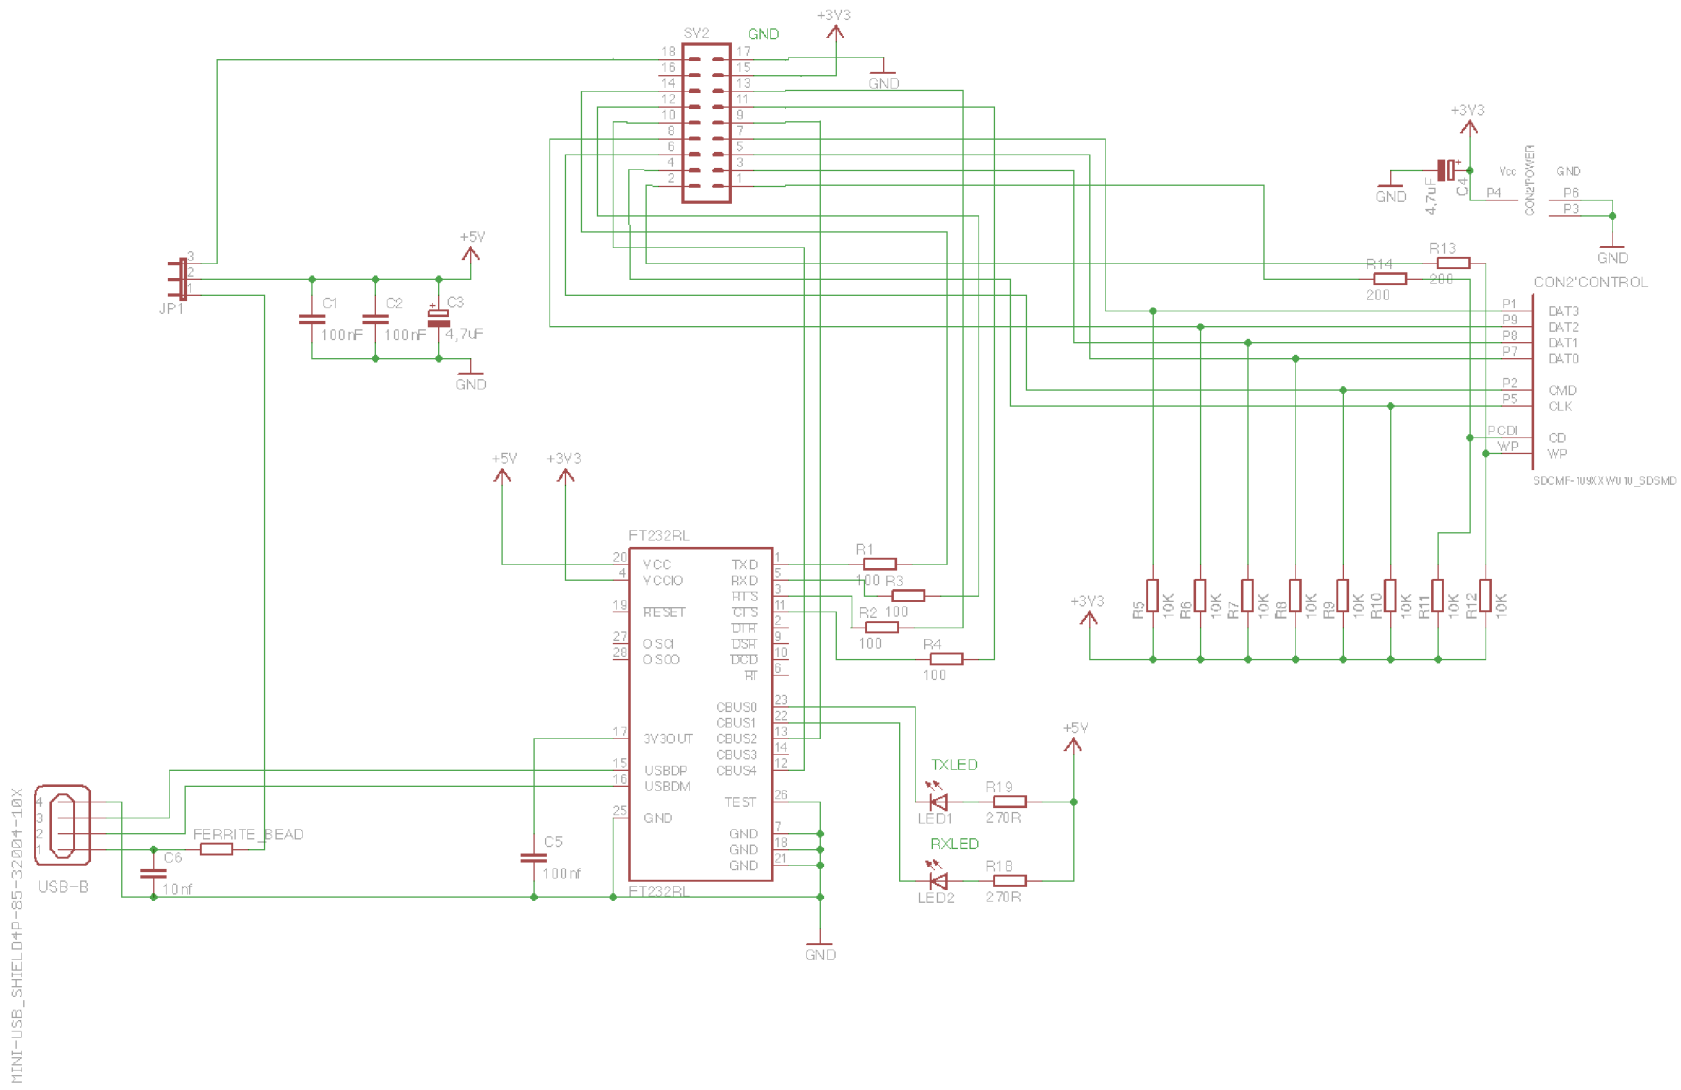 +3V3
SV2
GND
18 17
16 15
14 13
12 11
10 9
8 7
6 5
4 3
2 1
GND
+3V3
CON2'POWER
Vcc
GND
P4
P6
P3
GND
4,7uF
C4
GND
+5V
3
2
1
JP1
C1
100nF
C2
100nF
C3
+
4,7uF
GND
R13
200
R14
200
CON2'CONTROL
P1 DAT3
P9 DAT2
P8 DAT1
P7 DAT0
P2 CMD
P5 CLK
PCDI CD
WP WP
+5V
+3V3
FT232RL
20 VCC TXD 1
4 VCCIO RXD 5
RTS 3
19 RESET CTS 11
DTR 2
27 OSCI DSR 9
28 OSCO DCD 10
RI 6
CBUS0 23
CBUS1 22
17 3V3OUT CBUS2 13
CBUS3 14
15 USBDP CBUS4 12
16 USBDM
TEST 26
25 GND
GND 7
GND 18
GND 21
FT232RL
R1
100
R3
100
R2
100
R4
100
+3V3
R5 10K
R6 10K
R7 10K
R8 10K
R9 10K
R10 10K
R11 10K
R12 10K
+5V
TXLED
LED1
R19
270R
RXLED
LED2
R18
270R
4
3
2
1
USB-B
MINI-USB_SHIELD4P-85-32004-10X
FERRITE_BEAD
C6
10nf
C5
100nf
GND